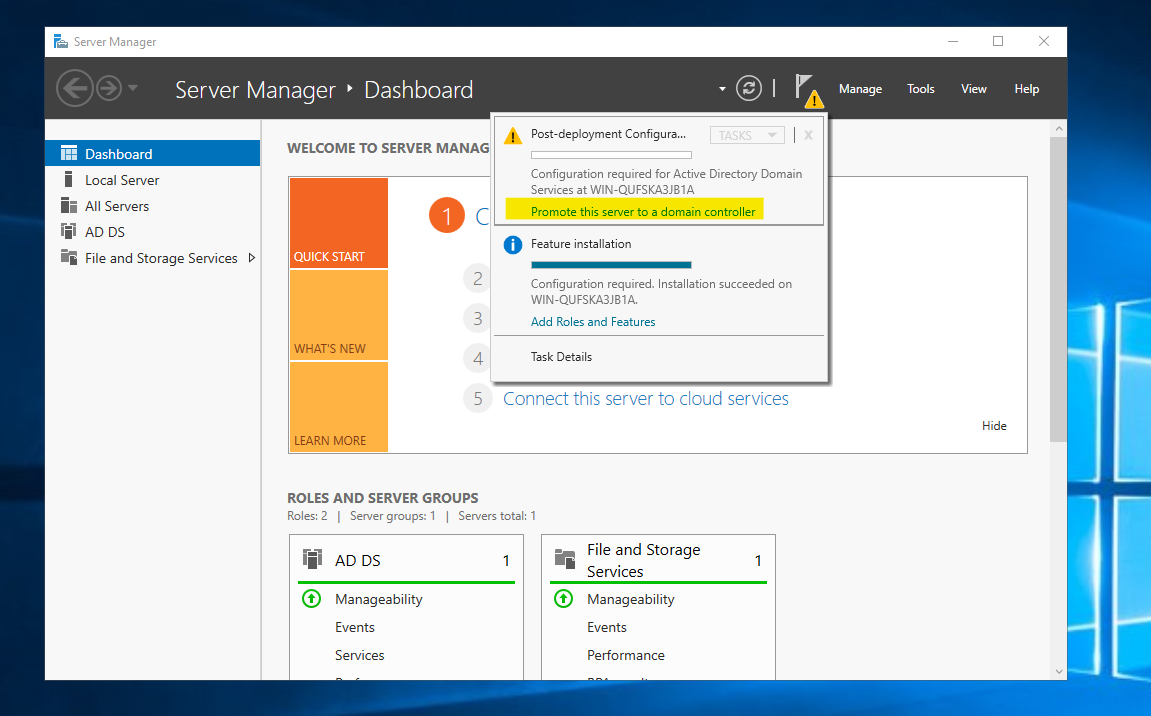 Server Manager
Server Manager Dashboard
Manage Tools View Help
Dashboard
Local Server
All Servers
AD DS
File and Storage Services
WELCOME TO SERVER MANAG
QUICK START
WHAT'S NEW
LEARN MORE
1
C
2
3
4
5 Connect this server to cloud services
Hide
Post-deployment Configura...
TASKS
X
Configuration required for Active Directory Domain
Services at WIN-QUFSKA3JB1A
Promote this server to a domain controller
Feature installation
Configuration required. Installation succeeded on
WIN-QUFSKA3JB1A.
Add Roles and Features
Task Details
ROLES AND SERVER GROUPS
Roles: 2 | Server groups: 1 | Servers total: 1
AD DS 1
Manageability
Events
Services
File and Storage
Services 1
Manageability
Events
Performance